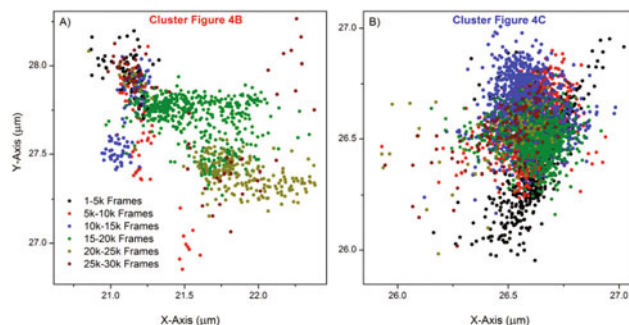 A) Cluster Figure 4B
28.0
27.5
27.0
Y-Axis (μm)
1-5k Frames
5k-10k Frames
10k-15k Frames
15-20k Frames
20k-25k Frames
25k-30k Frames
21.0 21.5 22.0
X-Axis (μm)
B) Cluster Figure 4C
27.0
26.5
26.0
26.0 26.5 27.0
X-Axis (μm)